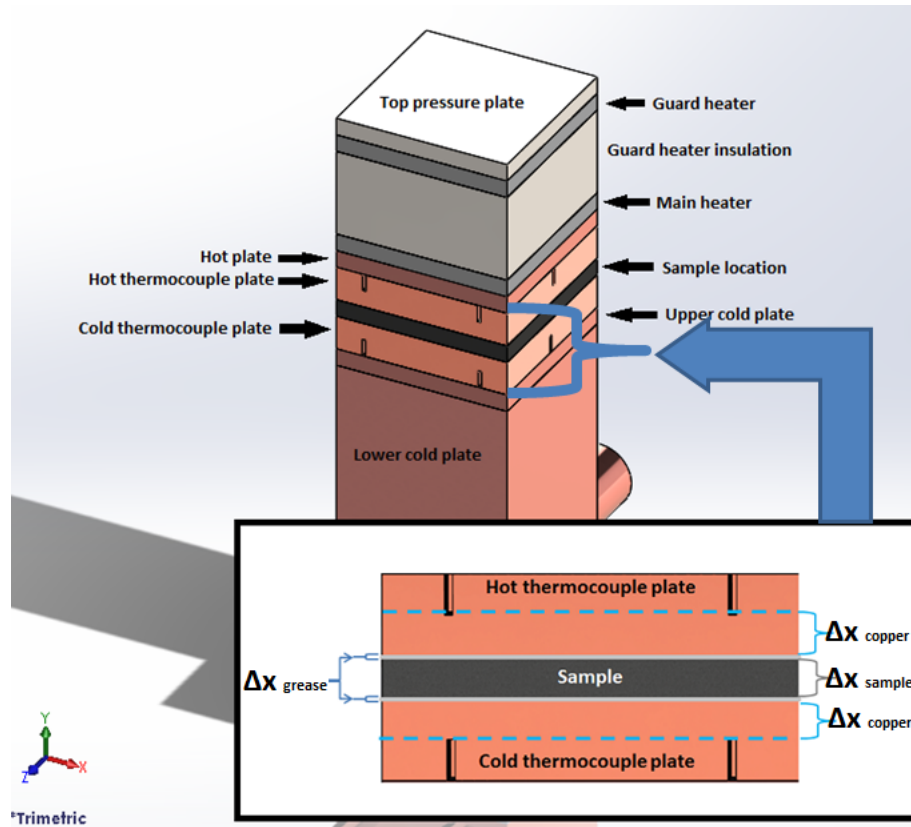 Top pressure plate
Guard heater
Guard heater insulation
Main heater
Hot plate
Hot thermocouple plate
Sample location
Cold thermocouple plate
Upper cold plate
Lower cold plate
Hot thermocouple plate
Δx copper
Δx grease
Sample
Δx sample
Δx copper
Cold thermocouple plate
Y
X
Z
*Trimetric